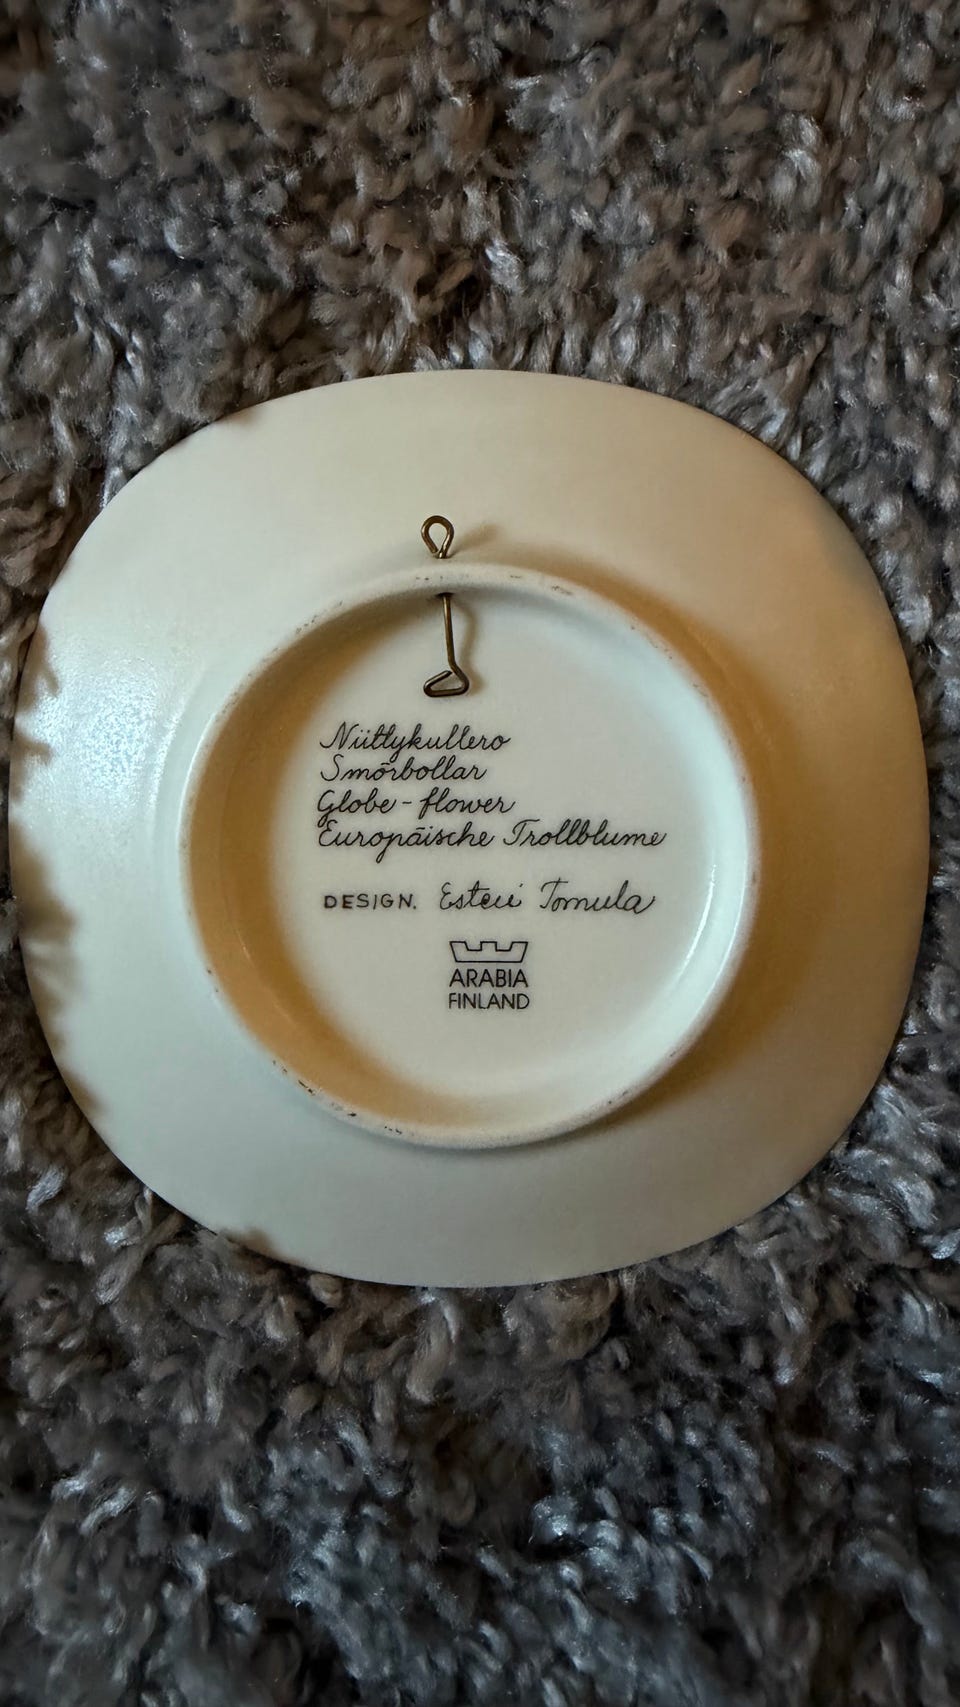 Niittykullero
Smörbollar
Globe-flower
Europäische Trollblume
DESIGN. Esteri Tomula
ARABIA
FINLAND